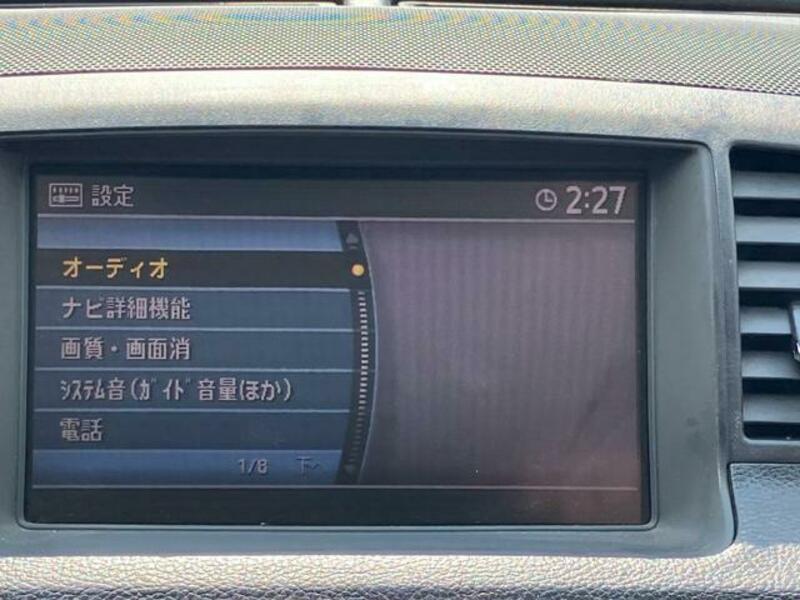 設定 2:27
オーディオ
ナビ詳細機能
画質・画面消
ｼｽﾃﾑ音(ｶﾞｲﾄﾞ音量ほか)
電話
1/8 下へ